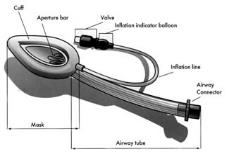 Cuff
Aperture bar
Valve
Inflation indicator balloon
Inflation line
Airway
Connector
Mask
Airway tube